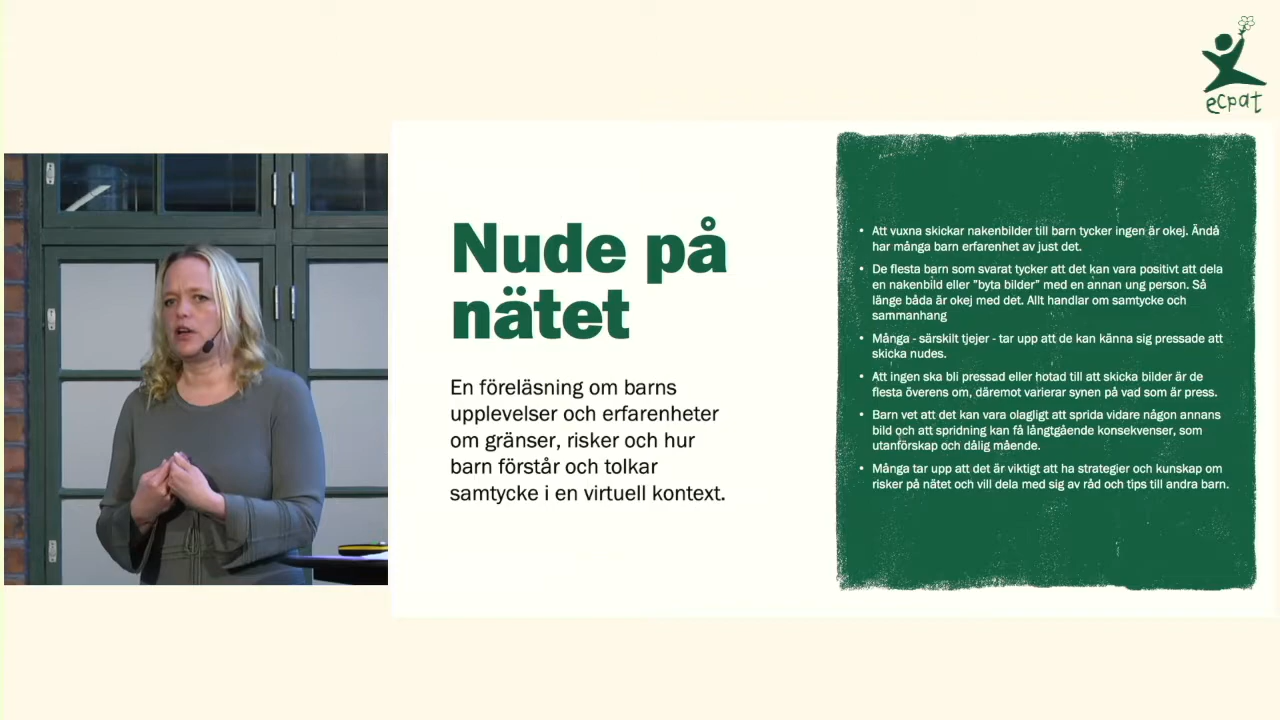 ecpat
Nude på
nätet
En föreläsning om barns
upplevelser och erfarenheter
om gränser, risker och hur
barn förstår och tolkar
samtycke i en virtuell kontext.
• Att vuxna skickar nakenbilder till barn tycker ingen är okej. Ändå
har många barn erfarenhet av just det.
• De flesta barn som svarat tycker att det kan vara positivt att dela
en nakenbild eller ”byta bilder” med en annan ung person. Så
länge båda är okej med det. Allt handlar om samtycke och
sammanhang
• Många - särskilt tjejer - tar upp att de kan känna sig pressade att
skicka nudes.
• Att ingen ska bli pressad eller hotad till att skicka bilder är de
flesta överens om, däremot varierar synen på vad som är press.
• Barn vet att det kan vara olagligt att sprida vidare någon annans
bild och att spridning kan få långtgående konsekvenser, som
utanförskap och dålig mående.
• Många tar upp att det är viktigt att ha strategier och kunskap om
risker på nätet och vill dela med sig av råd och tips till andra barn.